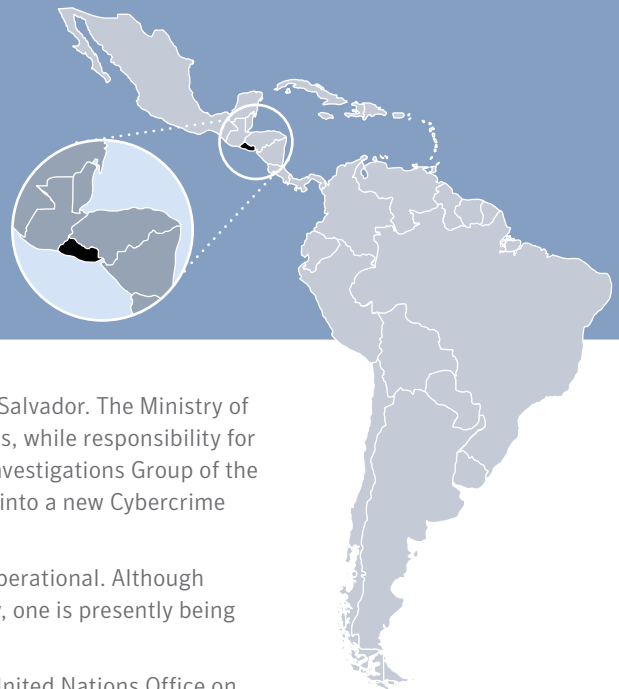 Salvador. The Ministry of
s, while responsibility for
nvestigations Group of the
into a new Cybercrime
perational. Although
, one is presently being
United Nations Office on